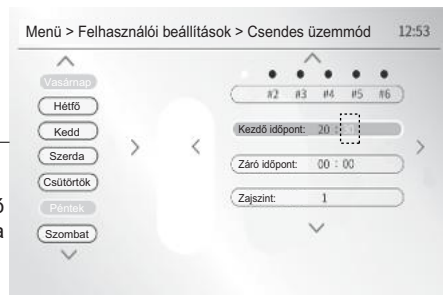 Menü > Felhasználói beállítások > Csendes üzemmód 12:53
Vasárnap
Hétfő
Kedd
Szerda
Csütörtök
Péntek
Szombat
#2 #3 #4 #5 #6
Kezdő időpont: 20 :
Záró időpont: 00 : 00
Zajszint: 1
ó
a